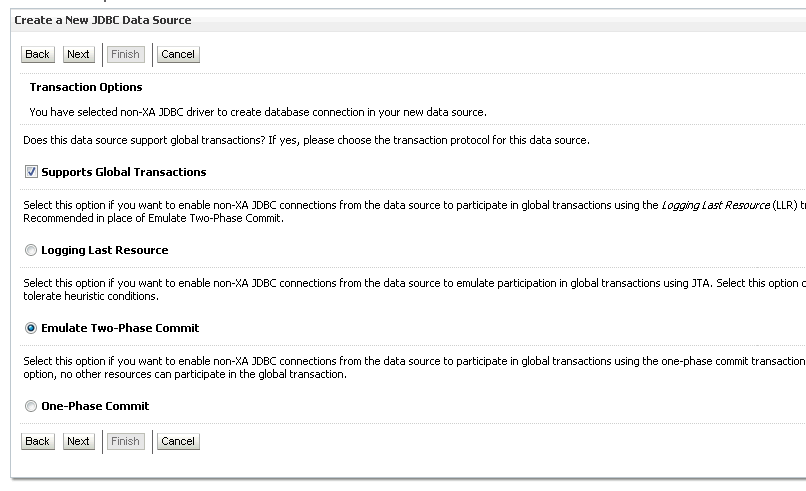 Create a New JDBC Data Source
Back Next Finish Cancel
Transaction Options
You have selected non-XA JDBC driver to create database connection in your new data source.
Does this data source support global transactions? If yes, please choose the transaction protocol for this data source.
Supports Global Transactions
Select this option if you want to enable non-XA JDBC connections from the data source to participate in global transactions using the Logging Last Resource (LLR) t
Recommended in place of Emulate Two-Phase Commit.
Logging Last Resource
Select this option if you want to enable non-XA JDBC connections from the data source to emulate participation in global transactions using JTA. Select this option
tolerate heuristic conditions.
Emulate Two-Phase Commit
Select this option if you want to enable non-XA JDBC connections from the data source to participate in global transactions using the one-phase commit transaction
option, no other resources can participate in the global transaction.
One-Phase Commit
Back Next Finish Cancel